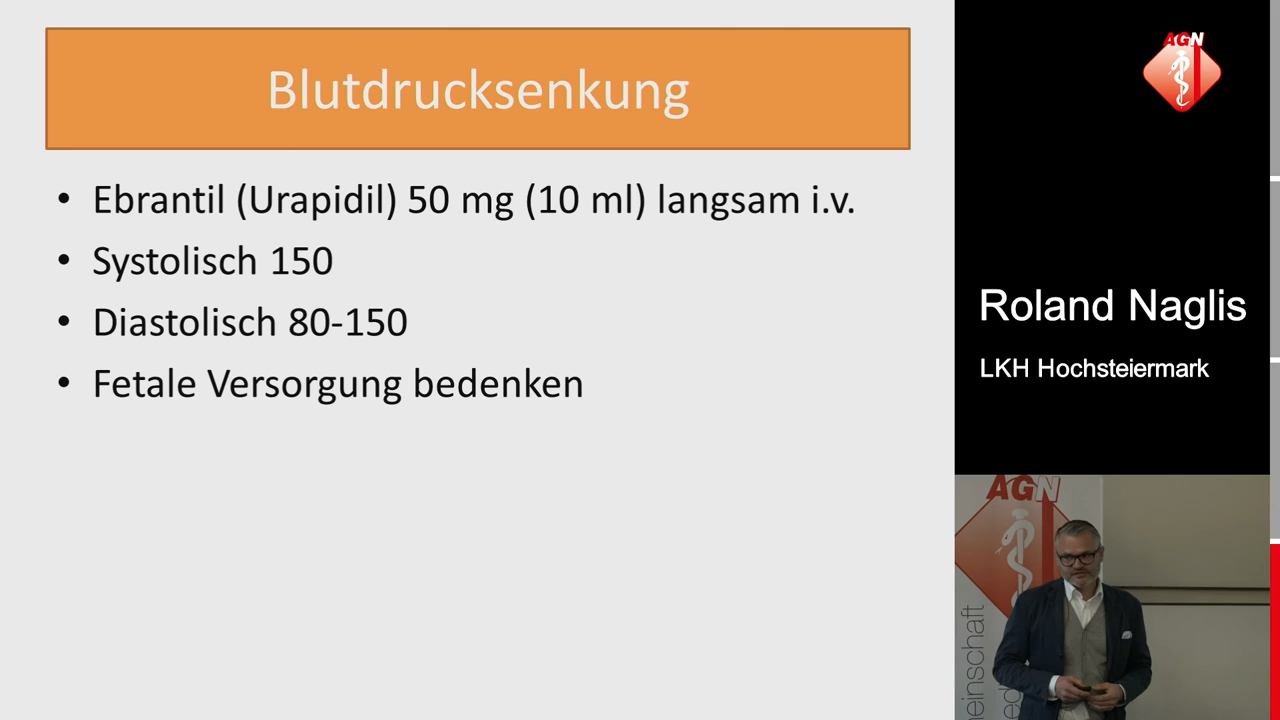 Blutdrucksenkung
• Ebrantil (Urapidil) 50 mg (10 ml) langsam i.v.
• Systolisch 150
• Diastolisch 80-150
• Fetale Versorgung bedenken
AGN
Roland Naglis
LKH Hochsteiermark
AGN